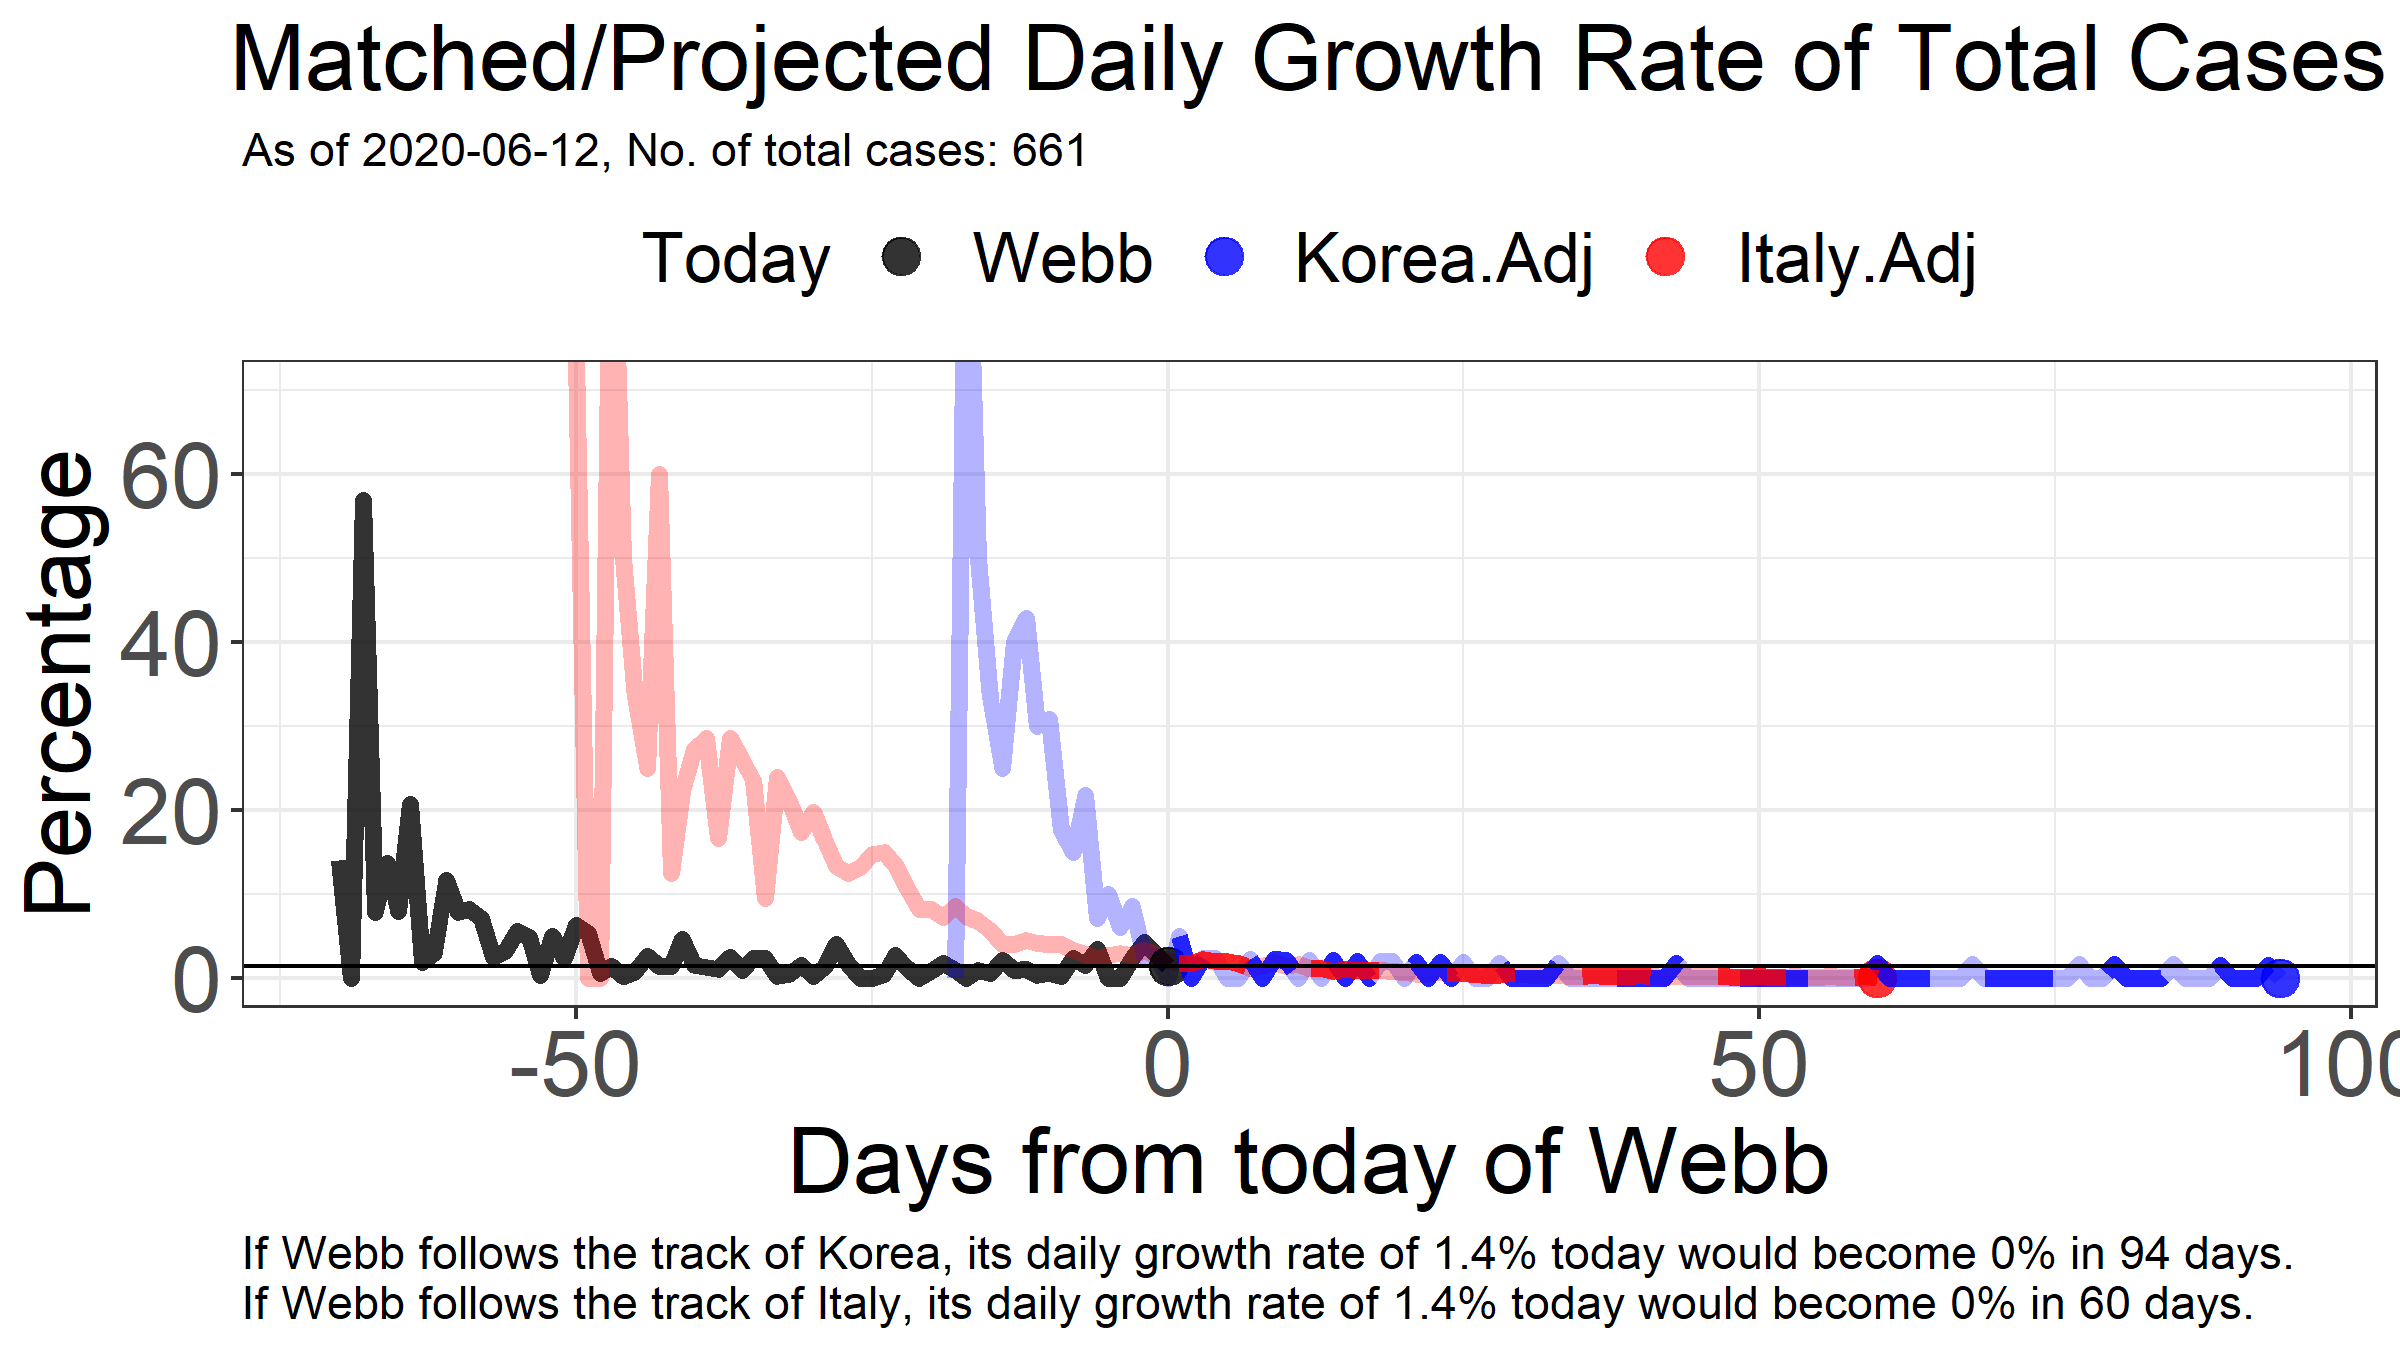 Matched/Projected Daily Growth Rate of Total Cases
As of 2020-06-12, No. of total cases: 661
Today Webb Korea.Adj Italy.Adj
Percentage
60
40
20
0
-50 0 50 100
Days from today of Webb
If Webb follows the track of Korea, its daily growth rate of 1.4% today would become 0% in 94 days.
If Webb follows the track of Italy, its daily growth rate of 1.4% today would become 0% in 60 days.